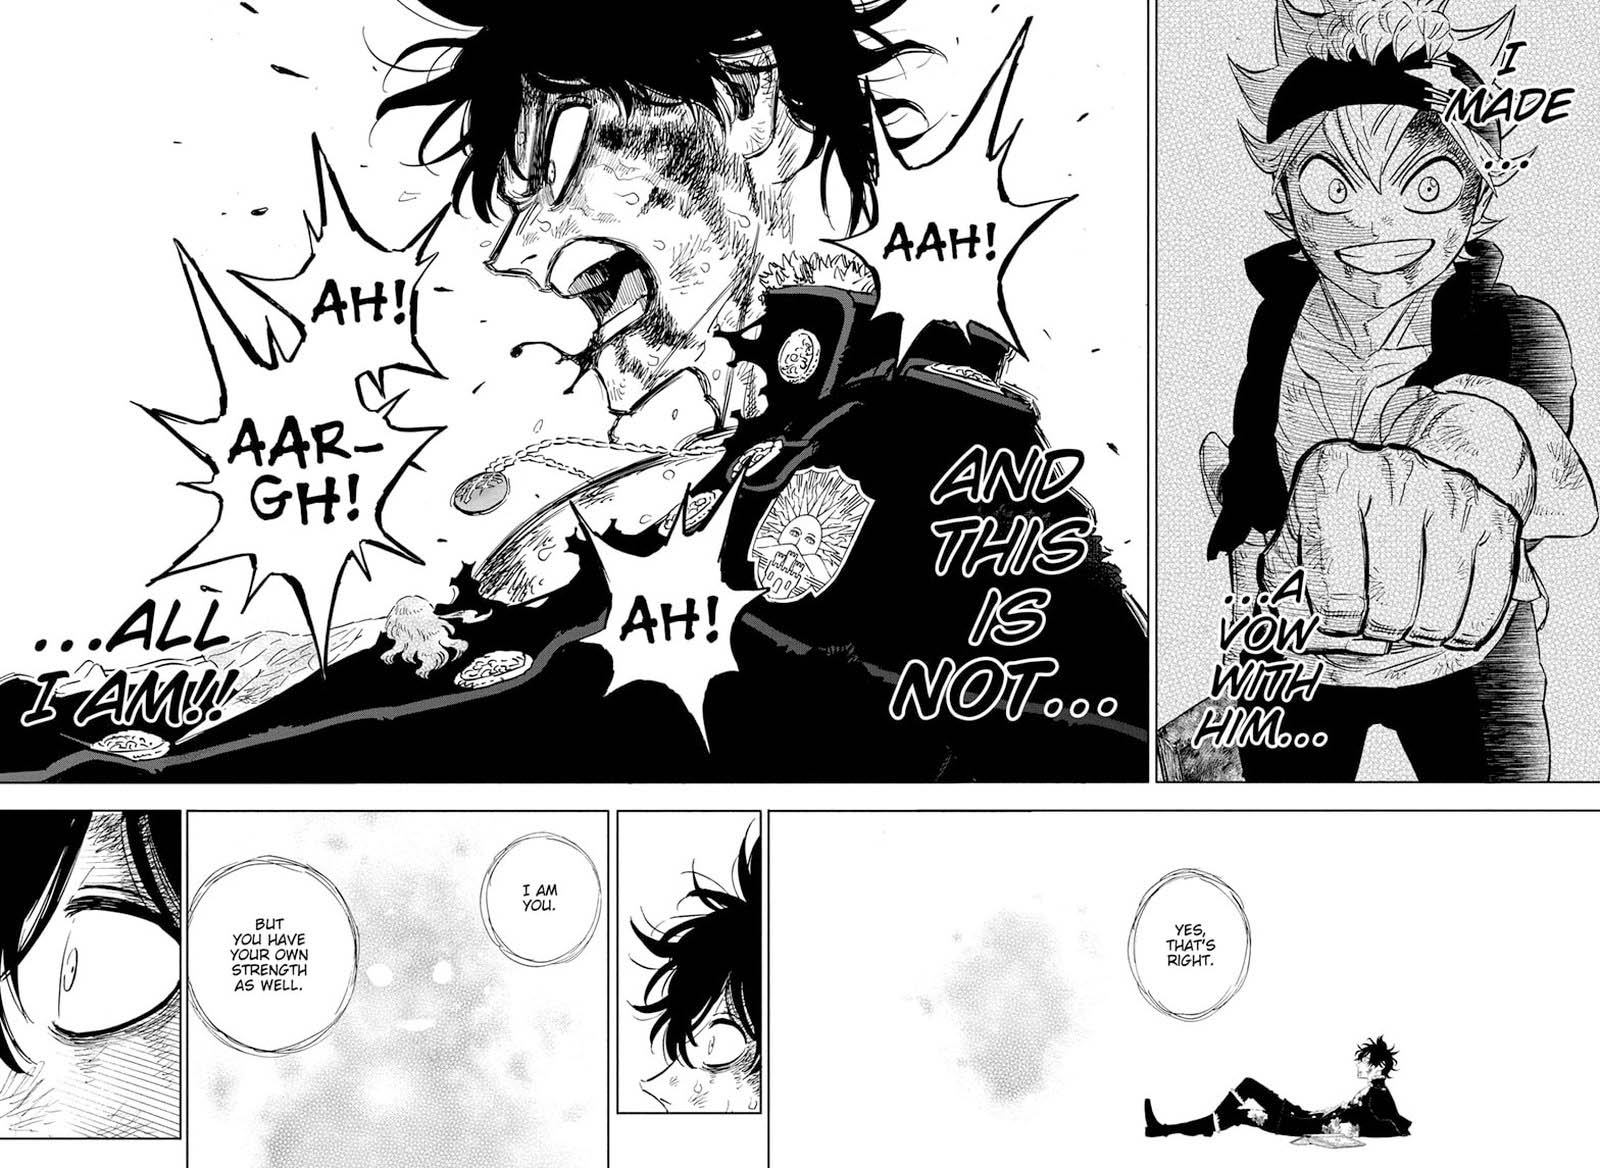 I
MADE
...
...A
VOW
WITH
HIM...
AAH!
AND
THIS
IS
NOT...
AH!
AH!
AAR-
GH!
...ALL
I AM!!
YES,
THAT'S
RIGHT.
I AM
YOU.
BUT
YOU HAVE
YOUR OWN
STRENGTH
AS WELL.